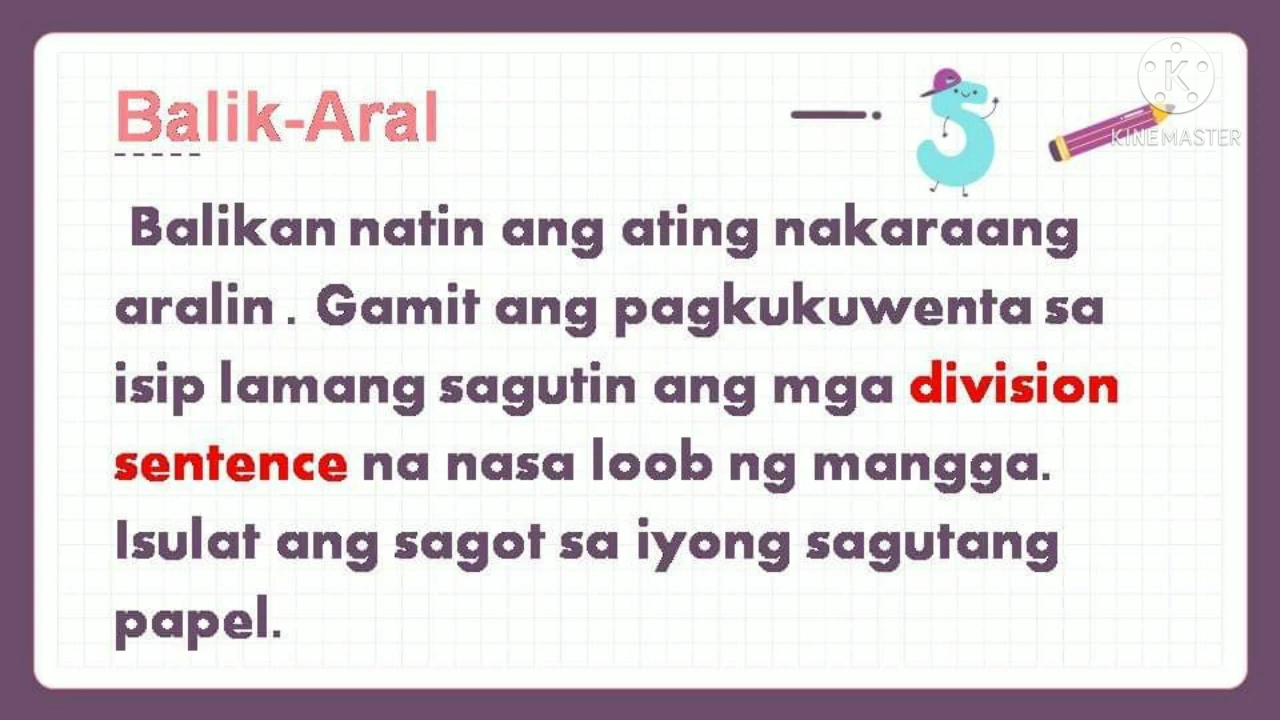 Balik-Aral
Balikan natin ang ating nakaraang
aralin . Gamit ang pagkukuwenta sa
isip lamang sagutin ang mga division
sentence na nasa loob ng mangga.
Isulat ang sagot sa iyong sagutang
papel.
K
KINEMASTER